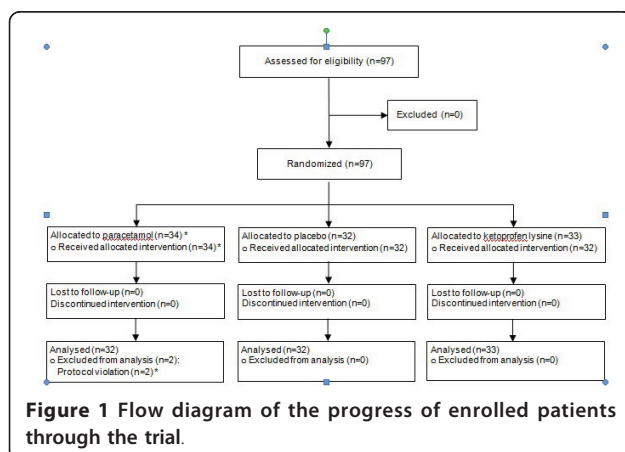 Assessed for eligibility (n=97)
Excluded (n=0)
Randomized (n=97)
Allocated to paracetamol (n=34) *
o Received allocated intervention (n=34) *
Allocated to placebo (n=32)
o Received allocated intervention (n=32)
Allocated to ketoprofen lysine (n=33)
o Received allocated intervention (n=32)
Lost to follow-up (n=0)
Discontinued intervention (n=0)
Lost to follow-up (n=0)
Discontinued intervention (n=0)
Lost to follow-up (n=0)
Discontinued intervention (n=0)
Analysed (n=32)
o Excluded from analysis (n=2):
Protocol violation (n=2) *
Analysed (n=32)
o Excluded from analysis (n=0)
Analysed (n=33)
o Excluded from analysis (n=0)
Figure 1 Flow diagram of the progress of enrolled patients
through the trial.